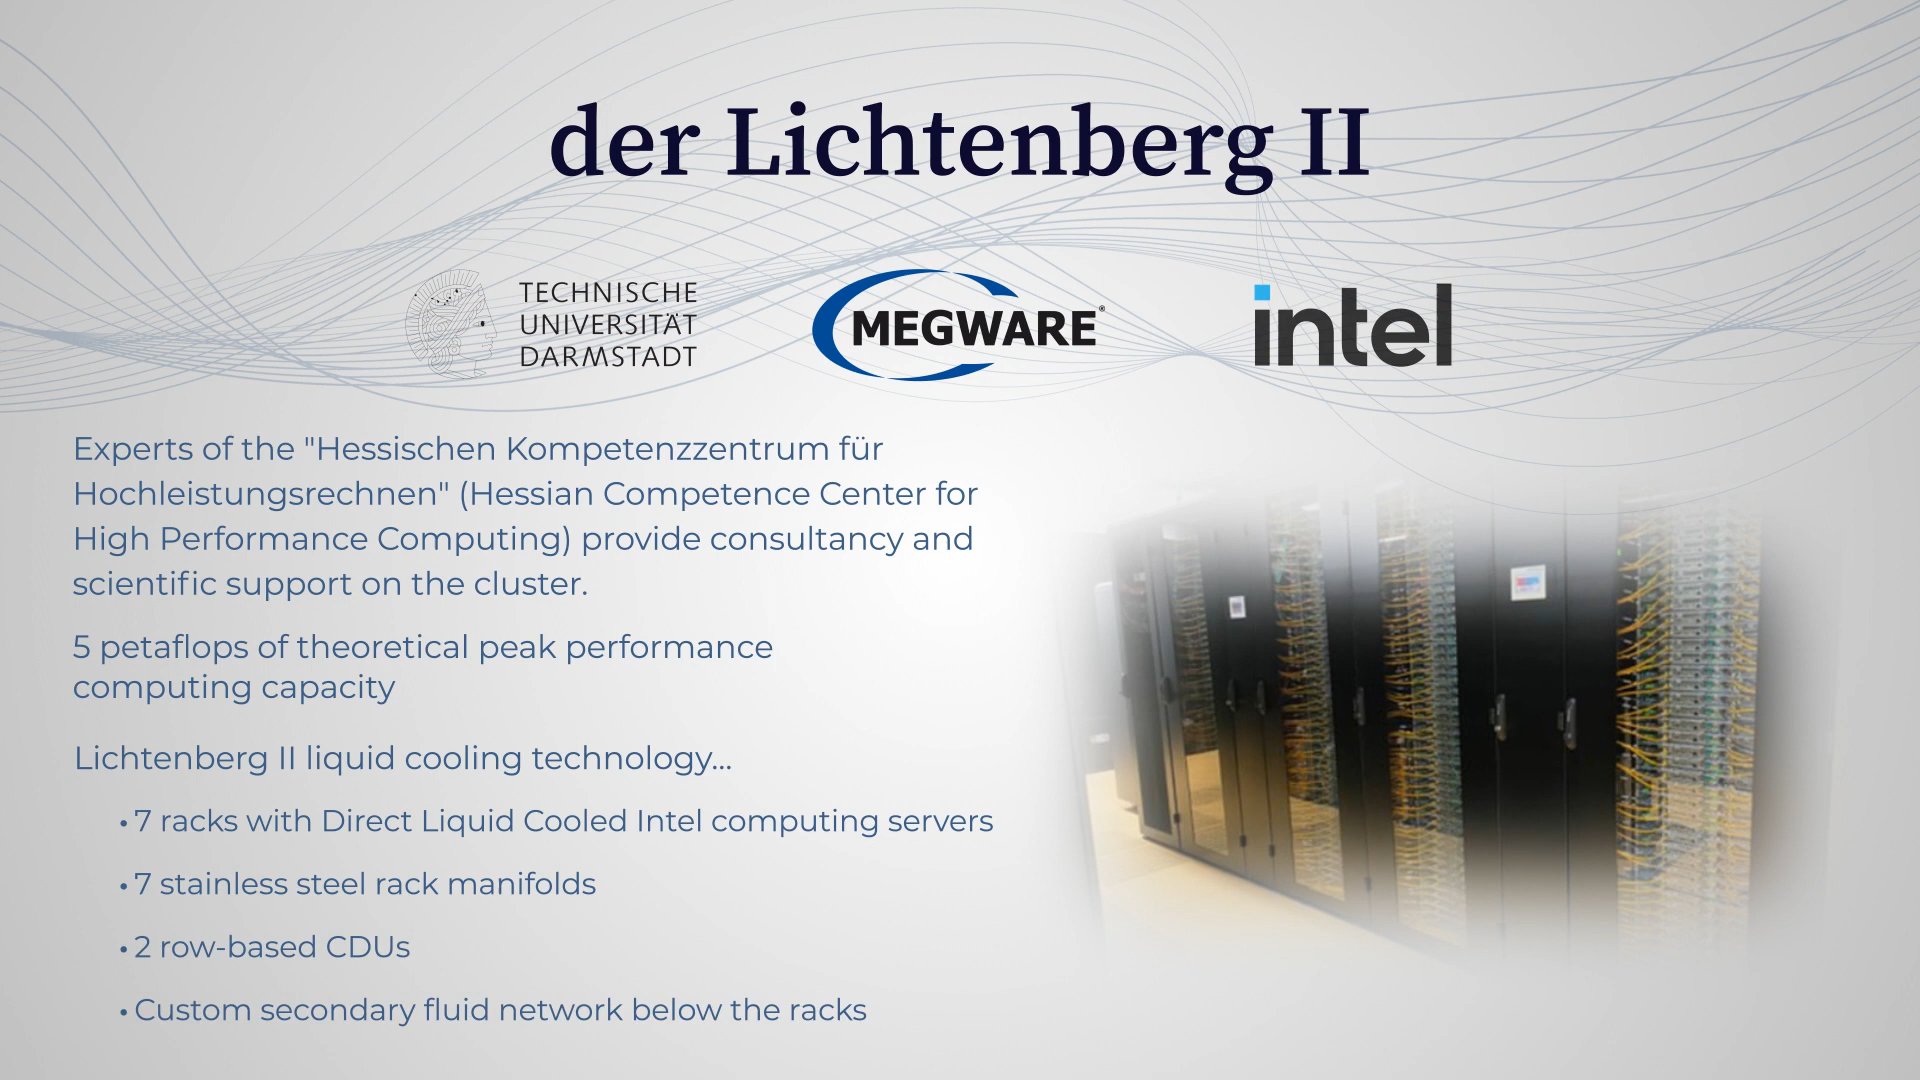 der Lichtenberg II
TECHNISCHE
UNIVERSITÄT
DARMSTADT
MEGWARE®
intel
Experts of the "Hessischen Kompetenzzentrum für
Hochleistungsrechnen" (Hessian Competence Center for
High Performance Computing) provide consultancy and
scientific support on the cluster.
5 petaflops of theoretical peak performance
computing capacity
Lichtenberg II liquid cooling technology...
• 7 racks with Direct Liquid Cooled Intel computing servers
• 7 stainless steel rack manifolds
• 2 row-based CDUs
• Custom secondary fluid network below the racks